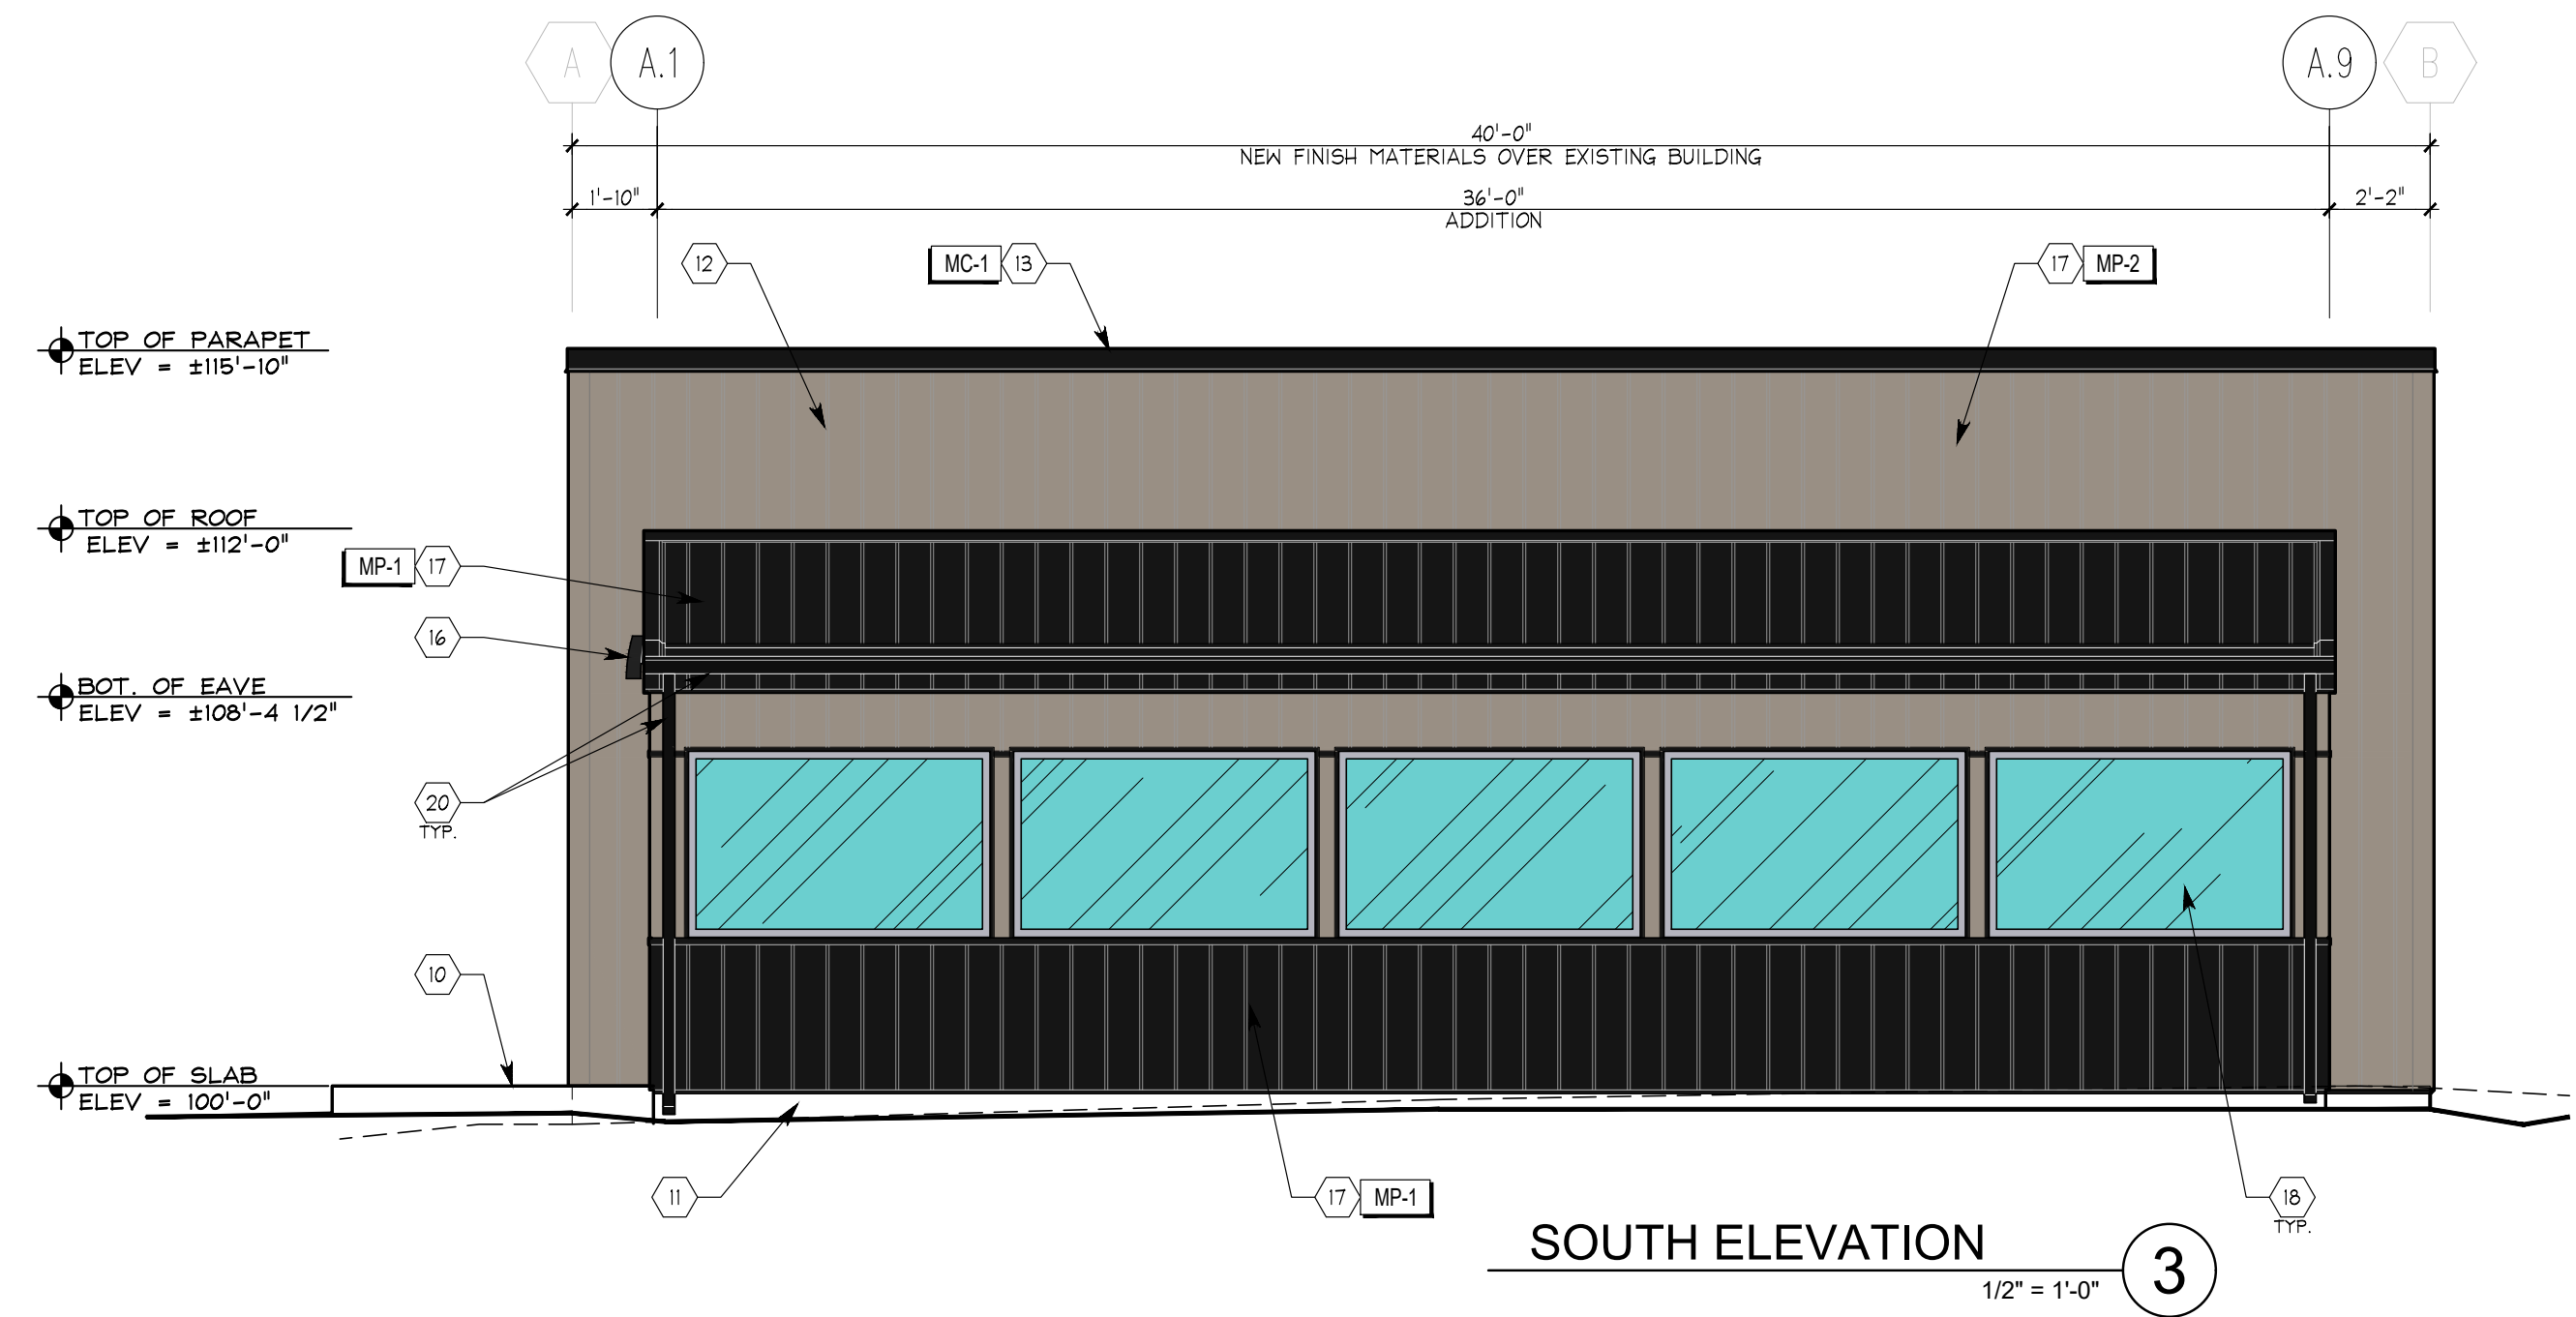 A
A.1
A.9
B
40'-0"
NEW FINISH MATERIALS OVER EXISTING BUILDING
1'-10"
36'-0"
2'-2"
ADDITION
12
MC-1
13
17
MP-2
TOP OF PARAPET
ELEV = ±115'-10"
TOP OF ROOF
ELEV = ±112'-0"
MP-1
17
16
BOT. OF EAVE
ELEV = ±108'-4 1/2"
20
TYP.
10
TOP OF SLAB
ELEV = 100'-0"
11
17
MP-1
18
TYP.
SOUTH ELEVATION
3
1/2" = 1'-0"